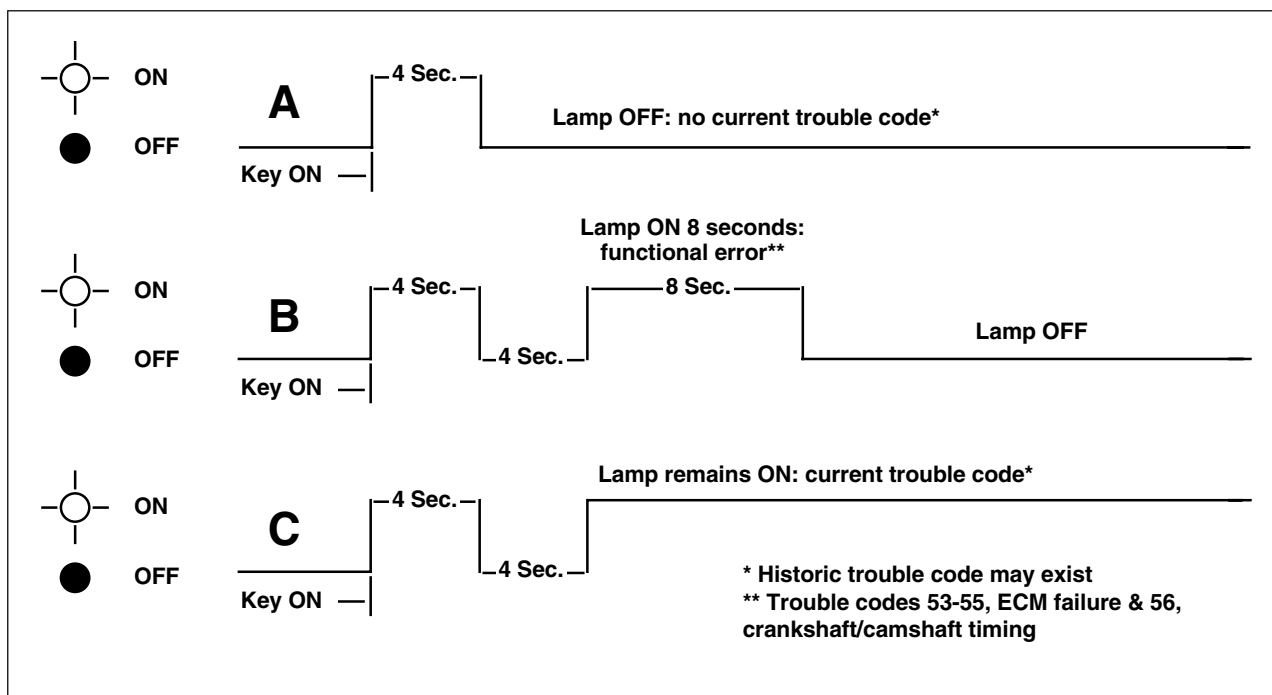 ON
A
4 Sec.
Lamp OFF: no current trouble code*
OFF
Key ON
Lamp ON 8 seconds:
functional error**
ON
B
4 Sec.
8 Sec.
Lamp OFF
OFF
4 Sec.
Key ON
Lamp remains ON: current trouble code*
ON
C
4 Sec.
OFF
4 Sec.
Key ON
* Historic trouble code may exist
** Trouble codes 53-55, ECM failure & 56,
crankshaft/camshaft timing